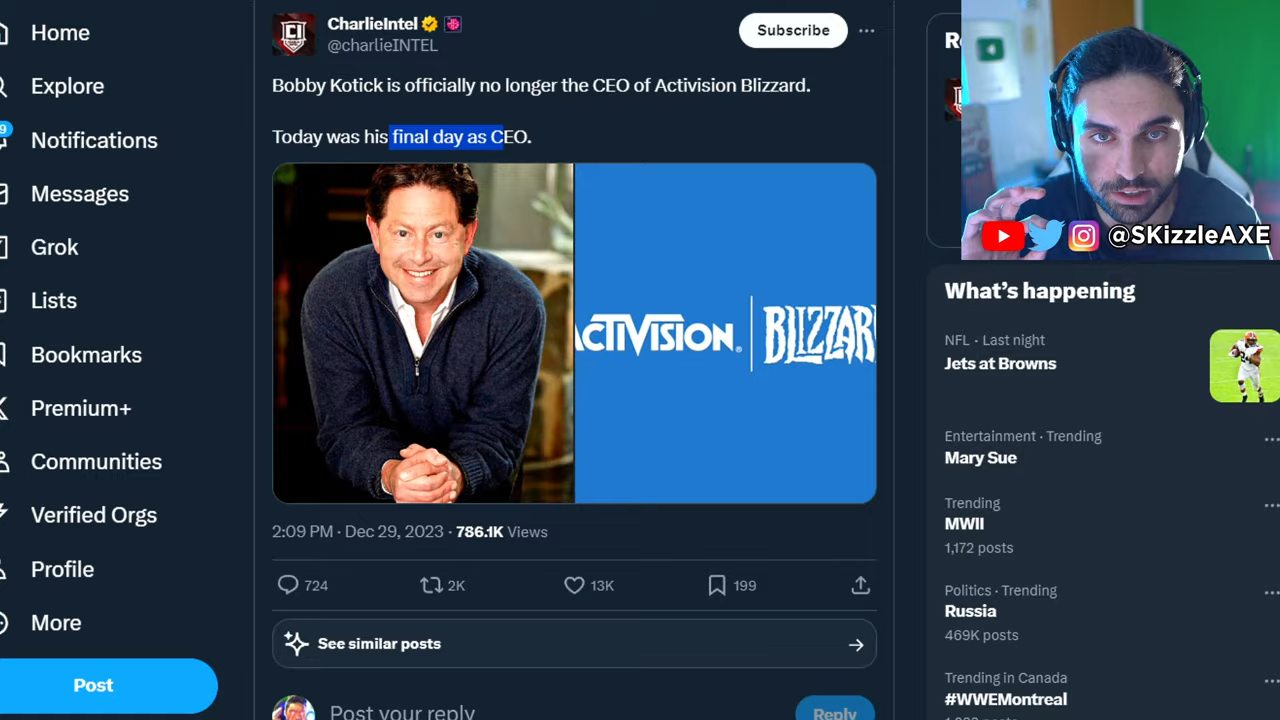 Home
Explore
9
Notifications
Messages
Grok
Lists
Bookmarks
Premium+
Communities
Verified Orgs
Profile
More
Post
CI
CharlieIntel
@charlieINTEL
Subscribe
Bobby Kotick is officially no longer the CEO of Activision Blizzard.
Today was his final day as CEO.
ACTIVISION | BLIZZAR
2:09 PM · Dec 29, 2023 · 786.1K Views
724
2K
13K
199
See similar posts
Post your reply
Reply
@SKizzleAXE
What's happening
NFL · Last night
Jets at Browns
Entertainment · Trending
Mary Sue
Trending
MWII
1,172 posts
Politics · Trending
Russia
469K posts
Trending in Canada
#WWEMontreal